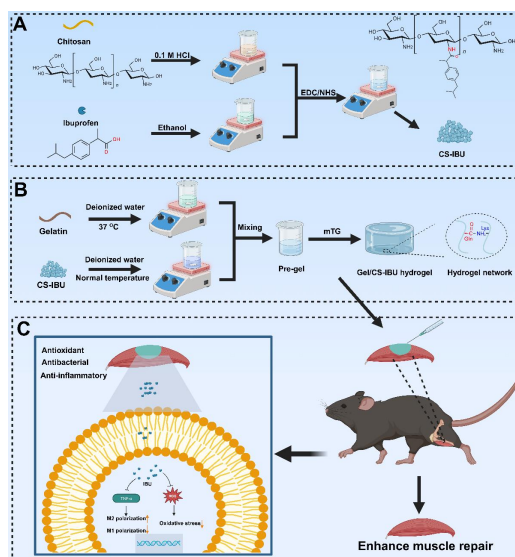 A
Chitosan
0.1 M HCl
EDC/NHS
Ibuprofen
Ethanol
CS-IBU
B
Gelatin
Deionized water
37 °C
Mixing
mTG
CS-IBU
Deionized water
Normal temperature
Pre-gel
Gel/CS-IBU hydrogel
Hydrogel network
C
Antioxidant
Antibacterial
Anti-inflammatory
IBU
TNF-α
ROS
M2 polarization
M1 polarization
Oxidative stress
Enhance muscle repair